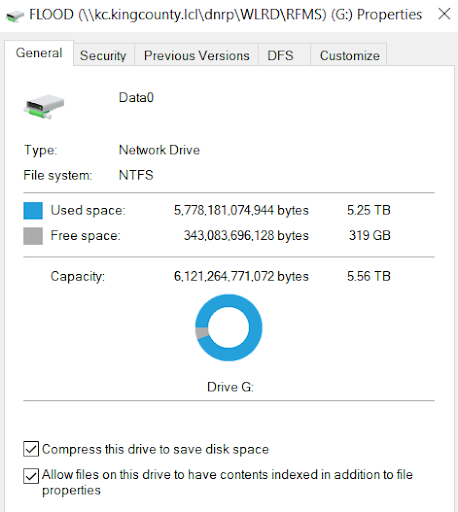 FLOOD (\\kc.kingcounty.lcl\dnrp\WLRD\RFMS) (G:) Properties
General Security Previous Versions DFS Customize
Data0
Type: Network Drive
File system: NTFS
Used space: 5,778,181,074,944 bytes 5.25 TB
Free space: 343,083,696,128 bytes 319 GB
Capacity: 6,121,264,771,072 bytes 5.56 TB
Drive G:
Compress this drive to save disk space
Allow files on this drive to have contents indexed in addition to file
properties